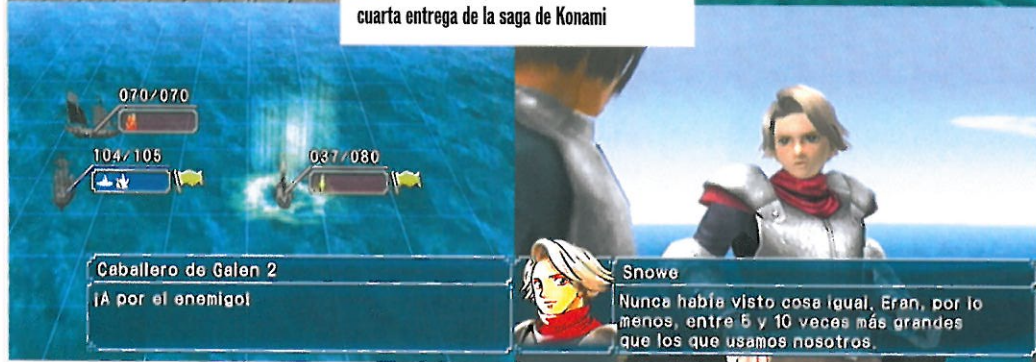 cuarta entrega de la saga de Konami
070/070
104/105
037/080
Caballero de Galen 2
¡A por el enemigo!
Snowe
Nunca había visto cosa igual. Eran, por lo
menos, entre 5 y 10 veces más grandes
que los que usamos nosotros.